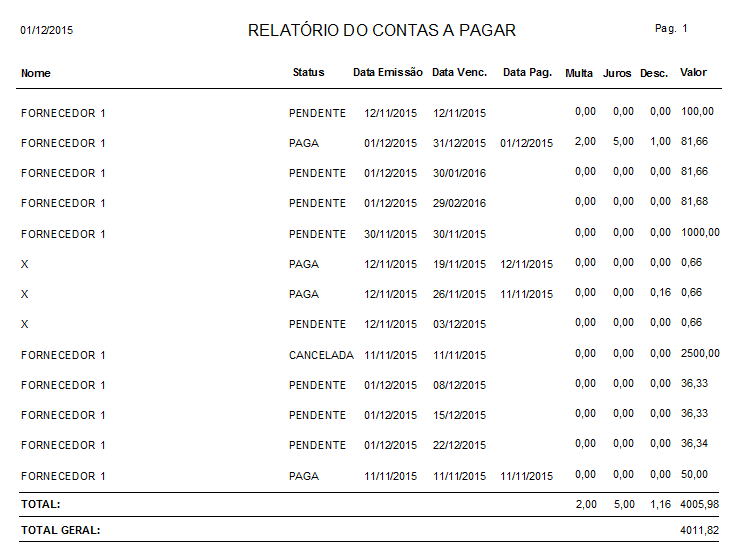 01/12/2015 RELATÓRIO DO CONTAS A PAGAR Pag. 1
Nome Status Data Emissão Data Venc. Data Pag. Multa Juros Desc. Valor
FORNECEDOR 1 PENDENTE 12/11/2015 12/11/2015 0,00 0,00 0,00 100,00
FORNECEDOR 1 PAGA 01/12/2015 31/12/2015 01/12/2015 2,00 5,00 1,00 81,66
FORNECEDOR 1 PENDENTE 01/12/2015 30/01/2016 0,00 0,00 0,00 81,66
FORNECEDOR 1 PENDENTE 01/12/2015 29/02/2016 0,00 0,00 0,00 81,68
FORNECEDOR 1 PENDENTE 30/11/2015 30/11/2015 0,00 0,00 0,00 1000,00
X PAGA 12/11/2015 19/11/2015 12/11/2015 0,00 0,00 0,00 0,66
X PAGA 12/11/2015 26/11/2015 11/11/2015 0,00 0,00 0,16 0,66
X PENDENTE 12/11/2015 03/12/2015 0,00 0,00 0,00 0,66
FORNECEDOR 1 CANCELADA 11/11/2015 11/11/2015 0,00 0,00 0,00 2500,00
FORNECEDOR 1 PENDENTE 01/12/2015 08/12/2015 0,00 0,00 0,00 36,33
FORNECEDOR 1 PENDENTE 01/12/2015 15/12/2015 0,00 0,00 0,00 36,33
FORNECEDOR 1 PENDENTE 01/12/2015 22/12/2015 0,00 0,00 0,00 36,34
FORNECEDOR 1 PAGA 11/11/2015 11/11/2015 11/11/2015 0,00 0,00 0,00 50,00
TOTAL: 2,00 5,00 1,16 4005,98
TOTAL GERAL: 4011,82